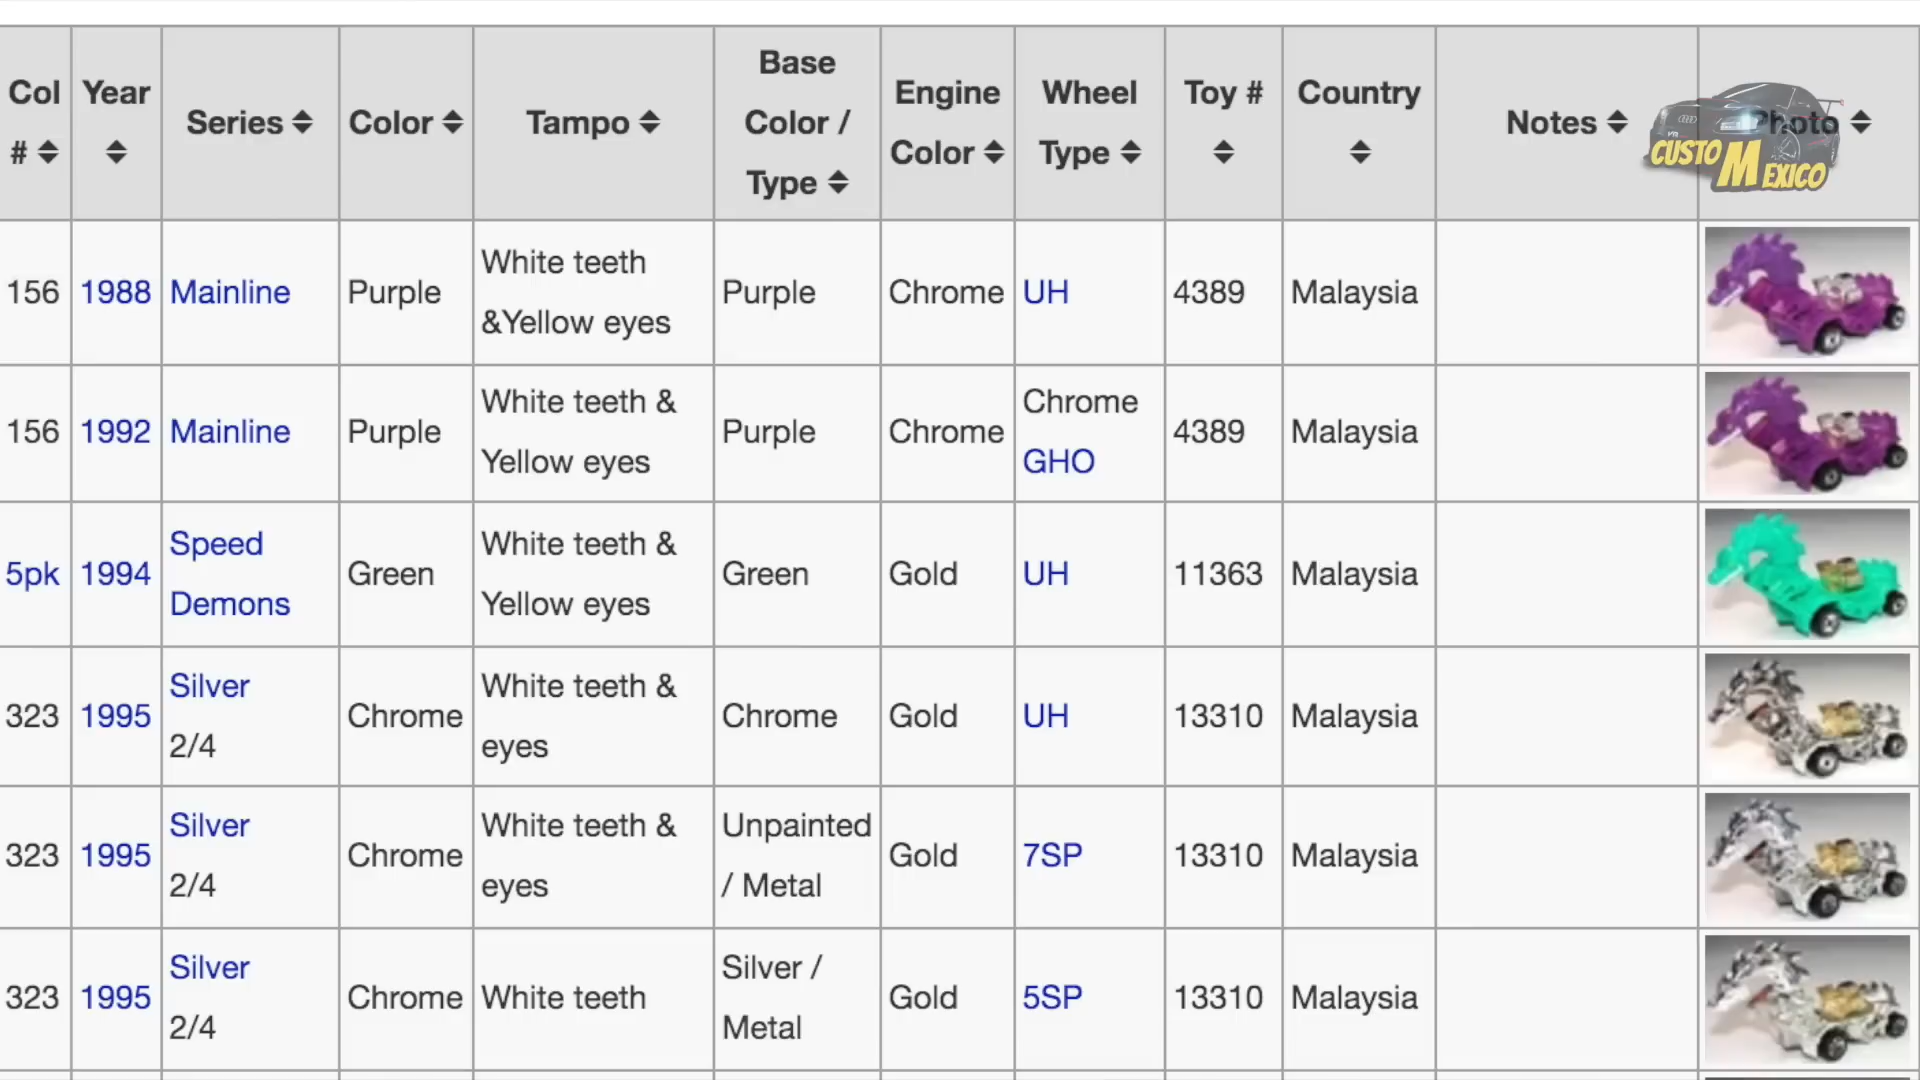 Col # Year Series Color Tampo Base Color / Type Engine Color Wheel Type Toy # Country Notes Photo
CUSTOMEXICO
156 1988 Mainline Purple White teeth &Yellow eyes Purple Chrome UH 4389 Malaysia
156 1992 Mainline Purple White teeth & Yellow eyes Purple Chrome Chrome GHO 4389 Malaysia
5pk 1994 Speed Demons Green White teeth & Yellow eyes Green Gold UH 11363 Malaysia
323 1995 Silver 2/4 Chrome White teeth & eyes Chrome Gold UH 13310 Malaysia
323 1995 Silver 2/4 Chrome White teeth & eyes Unpainted / Metal Gold 7SP 13310 Malaysia
323 1995 Silver 2/4 Chrome White teeth Silver / Metal Gold 5SP 13310 Malaysia